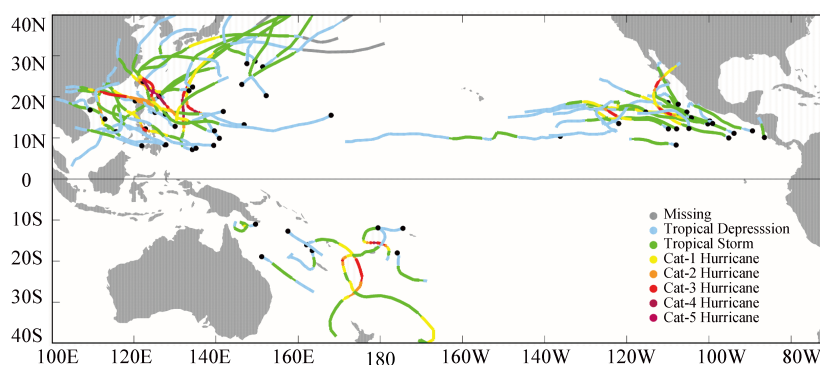 40N
30N
20N
10N
0
10S
20S
30S
40S
Missing
Tropical Depresssion
Tropical Storm
Cat-1 Hurricane
Cat-2 Hurricane
Cat-3 Hurricane
Cat-4 Hurricane
Cat-5 Hurricane
100E 120E 140E 160E 180 160W 140W 120W 100W 80W